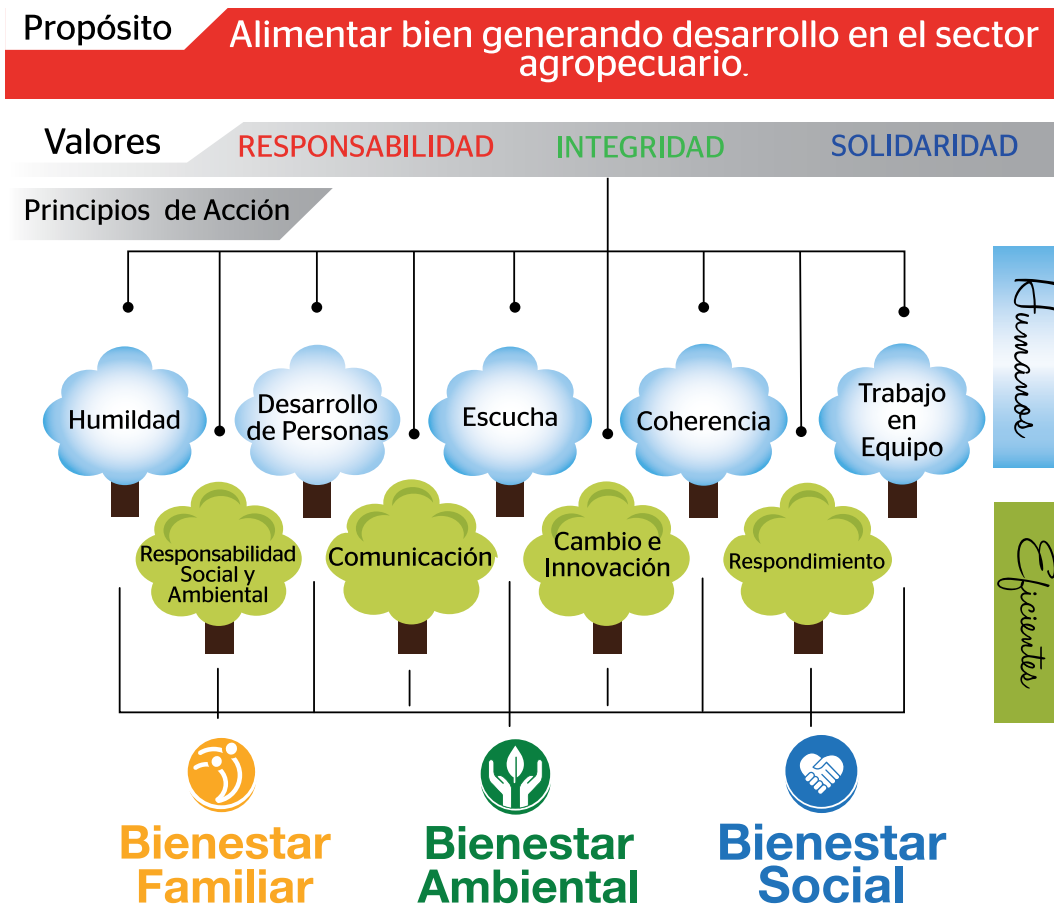 Propósito
Alimentar bien generando desarrollo en el sector
agropecuario.
Valores
RESPONSABILIDAD
INTEGRIDAD
SOLIDARIDAD
Principios de Acción
Humanos
Humildad
Desarrollo
de Personas
Escucha
Coherencia
Trabajo
en
Equipo
Eficientes
Responsabilidad
Social y
Ambiental
Comunicación
Cambio e
Innovación
Respondimiento
Bienestar
Familiar
Bienestar
Ambiental
Bienestar
Social